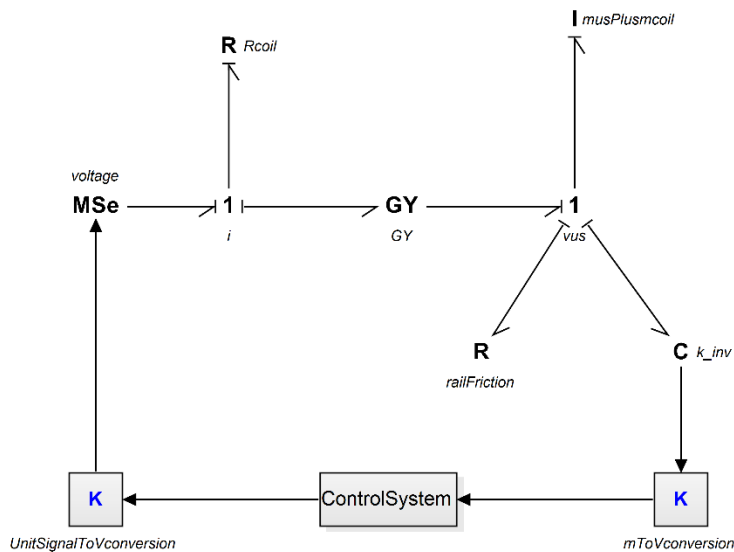 I musPlusmcoil
R Rcoil
voltage
MSe 1 GY 1
i GY vus
R C k_inv
railFriction
K ControlSystem K
UnitSignalToVconversion mToVconversion